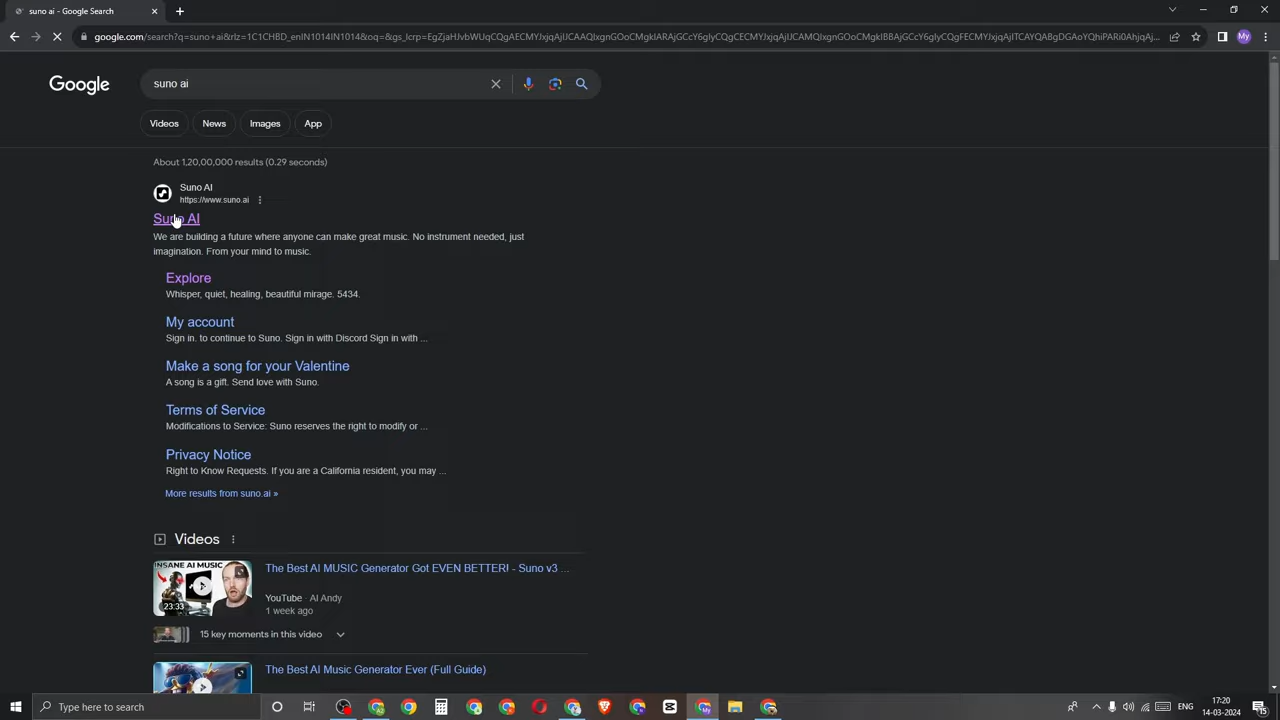 suno ai - Google Search
google.com/search?q=suno+ai&rlz=1C1CHBD_enIN1014IN1014&oq=&gs_lcrp=
My
Google
suno ai
Videos
News
Images
App
About 1,20,00,000 results (0.29 seconds)
Suno AI
https://www.suno.ai
Suno AI
We are building a future where anyone can make great music. No instrument needed, just
imagination. From your mind to music.
Explore
Whisper, quiet, healing, beautiful mirage. 5434.
My account
Sign in. to continue to Suno. Sign in with Discord Sign in with ...
Make a song for your Valentine
A song is a gift. Send love with Suno.
Terms of Service
Modifications to Service: Suno reserves the right to modify or ...
Privacy Notice
Right to Know Requests. If you are a California resident, you may ...
More results from suno.ai »
Videos
INSANE AI MUSIC
23:33
The Best AI MUSIC Generator Got EVEN BETTER! - Suno v3 ...
YouTube · AI Andy
1 week ago
15 key moments in this video
The Best AI Music Generator Ever (Full Guide)
Type here to search
ENG
17:20
14-03-2024